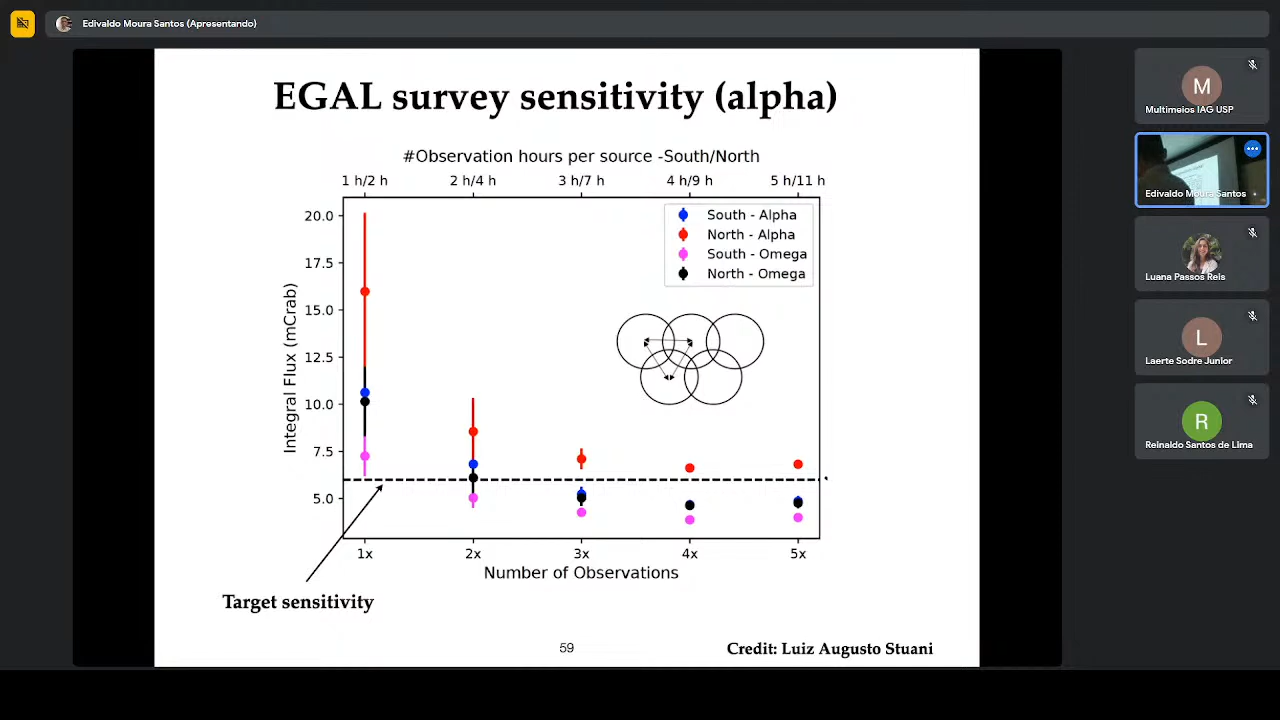 Edivaldo Moura Santos (Apresentando)
EGAL survey sensitivity (alpha)
#Observation hours per source -South/North
1 h/2 h
2 h/4 h
3 h/7 h
4 h/9 h
5 h/11 h
Integral Flux (mCrab)
20.0
17.5
15.0
12.5
10.0
7.5
5.0
South - Alpha
North - Alpha
South - Omega
North - Omega
1x
2x
3x
4x
5x
Number of Observations
Target sensitivity
59
Credit: Luiz Augusto Stuani
M
Multimeios IAG USP
Edivaldo Moura Santos
Luana Passos Reis
L
Laerte Sodre Junior
R
Reinaldo Santos de Lima